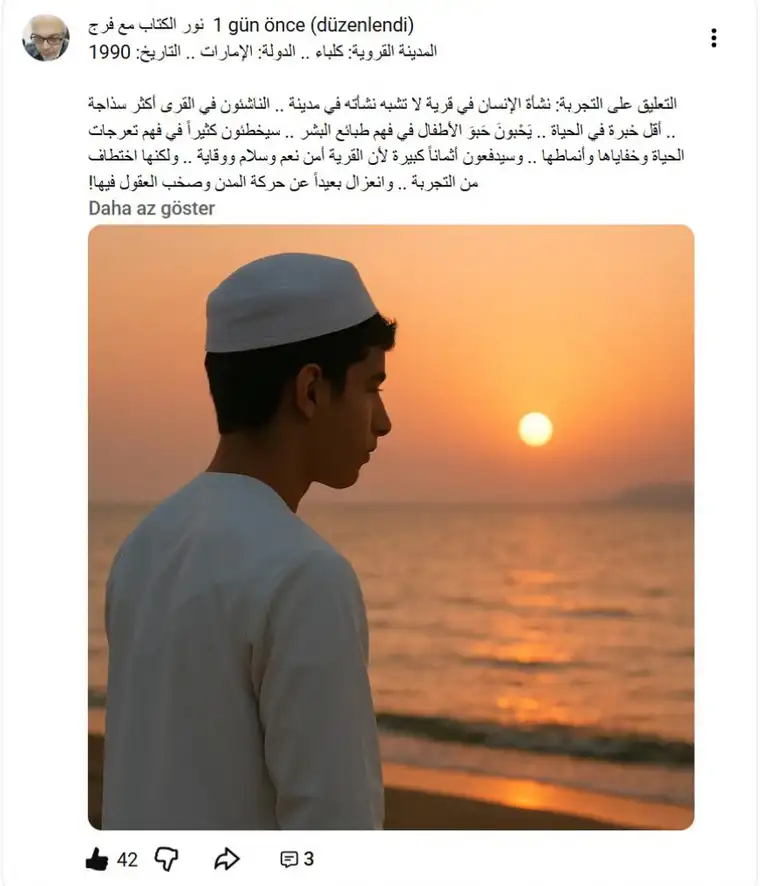 نور الكتاب مع فرج 1 gün önce (düzenlendi)
المدينة القروية: كلباء .. الدولة: الإمارات .. التاريخ: 1990
التعليق على التجربة: نشأة الإنسان في قرية لا تشبه نشأته في مدينة .. الناشئون في القرى أكثر سذاجة
.. أقل خبرة في الحياة .. يَحْبونَ حَبوَ الأطفال في فهم طبائع البشر .. سيخطئون كثيراً في فهم تعرجات
الحياة وخفاياها وأنماطها .. وسيدفعون أثماناً كبيرة لأن القرية أمن نعم وسلام ووقاية .. ولكنها اختطاف
من التجربة .. وانعزال بعيداً عن حركة المدن وصخب العقول فيها!
Daha az göster
42 3